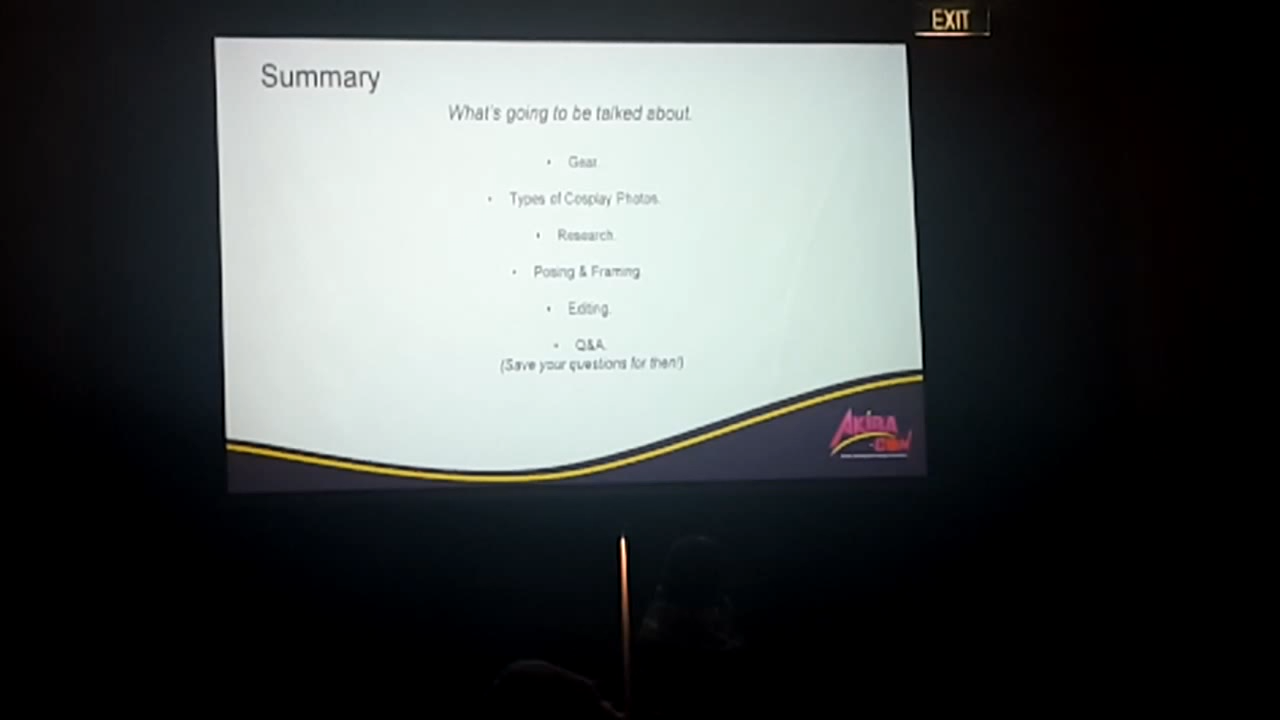 EXIT
Summary
What's going to be talked about.
• Gear.
• Types of Cosplay Photos.
• Research.
• Posing & Framing
• Editing.
• Q&A.
(Save your questions for then!)
AKIRA
-CON